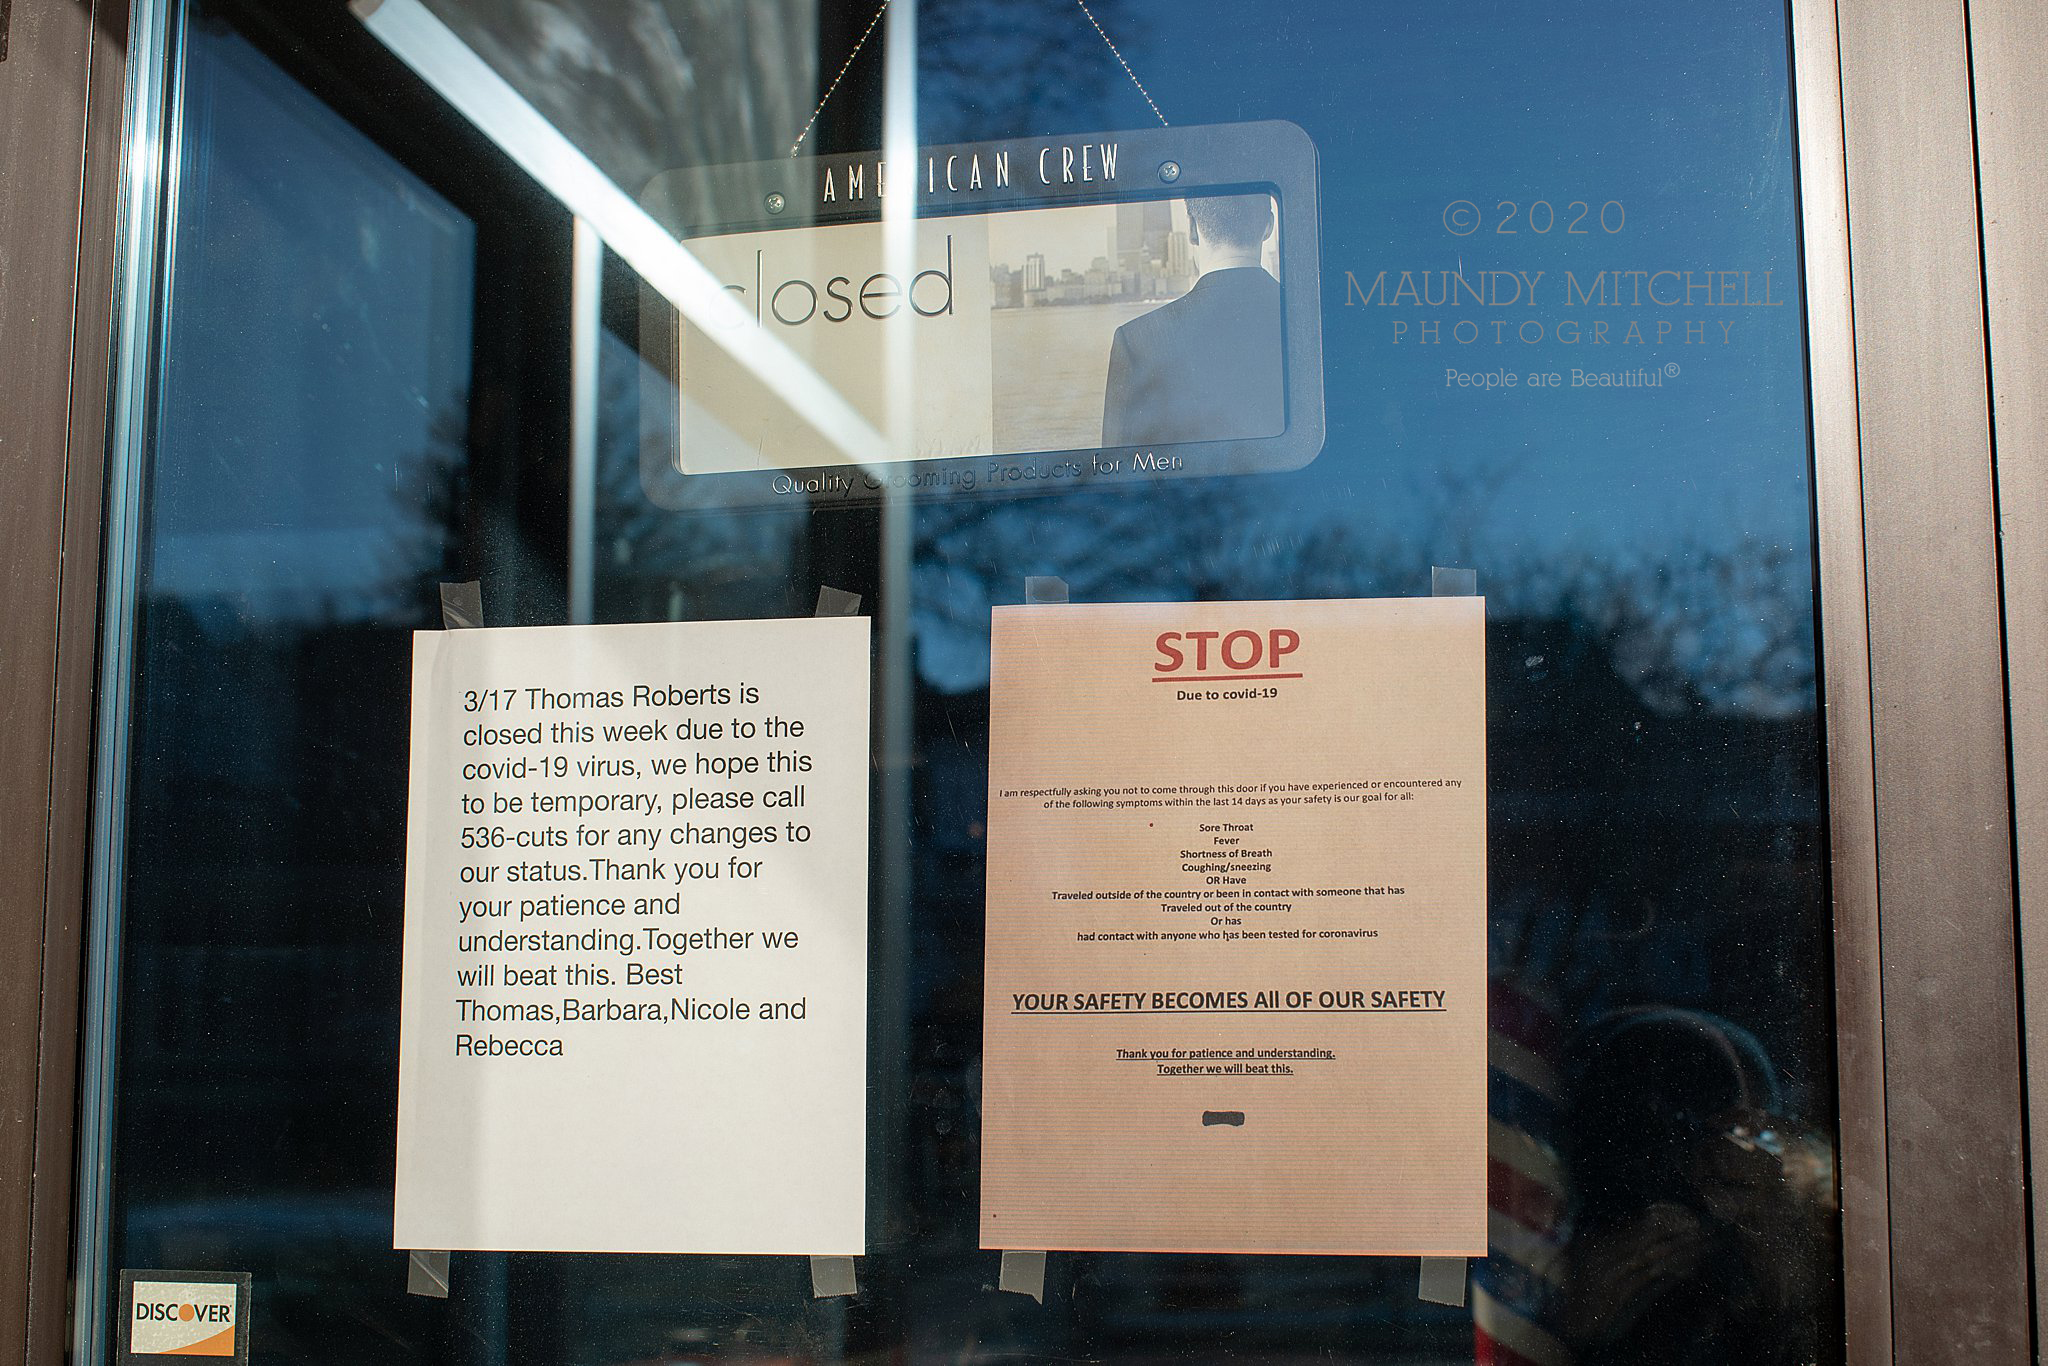 AMERICAN CREW
closed
Quality Grooming Products for Men
©2020
MAUNDY MITCHELL
PHOTOGRAPHY
People are Beautiful®
3/17 Thomas Roberts is
closed this week due to the
covid-19 virus, we hope this
to be temporary, please call
536-cuts for any changes to
our status.Thank you for
your patience and
understanding.Together we
will beat this. Best
Thomas,Barbara,Nicole and
Rebecca
STOP
Due to covid-19
I am respectfully asking you not to come through this door if you have experienced or encountered any
of the following symptoms within the last 14 days as your safety is our goal for all:
Sore Throat
Fever
Shortness of Breath
Coughing/sneezing
OR Have
Traveled outside of the country or been in contact with someone that has
Traveled out of the country
Or has
had contact with anyone who has been tested for coronavirus
YOUR SAFETY BECOMES All OF OUR SAFETY
Thank you for patience and understanding.
Together we will beat this.
DISCOVER